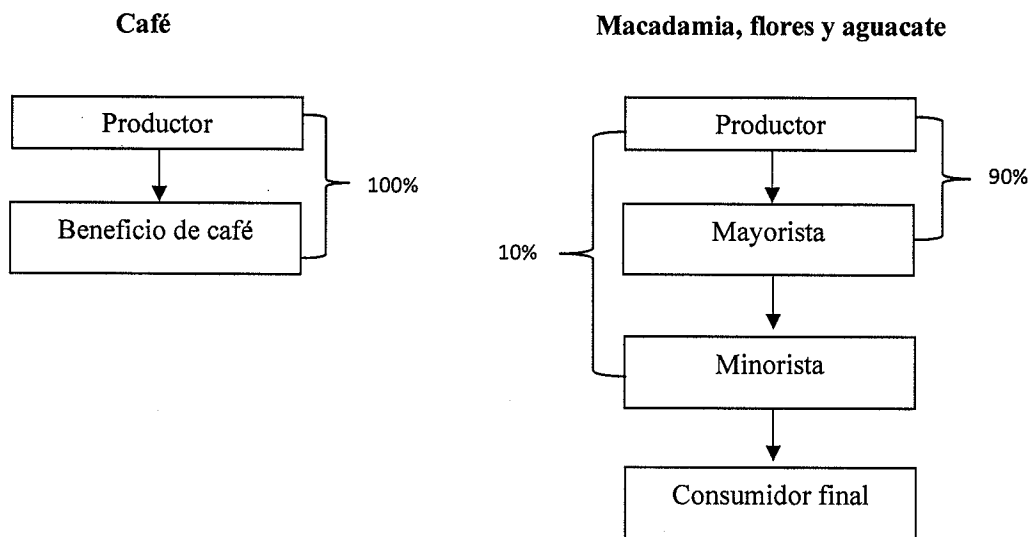 Café
Productor
Beneficio de café
100%
Macadamia, flores y aguacate
Productor
Mayorista
Minorista
Consumidor final
90%
10%